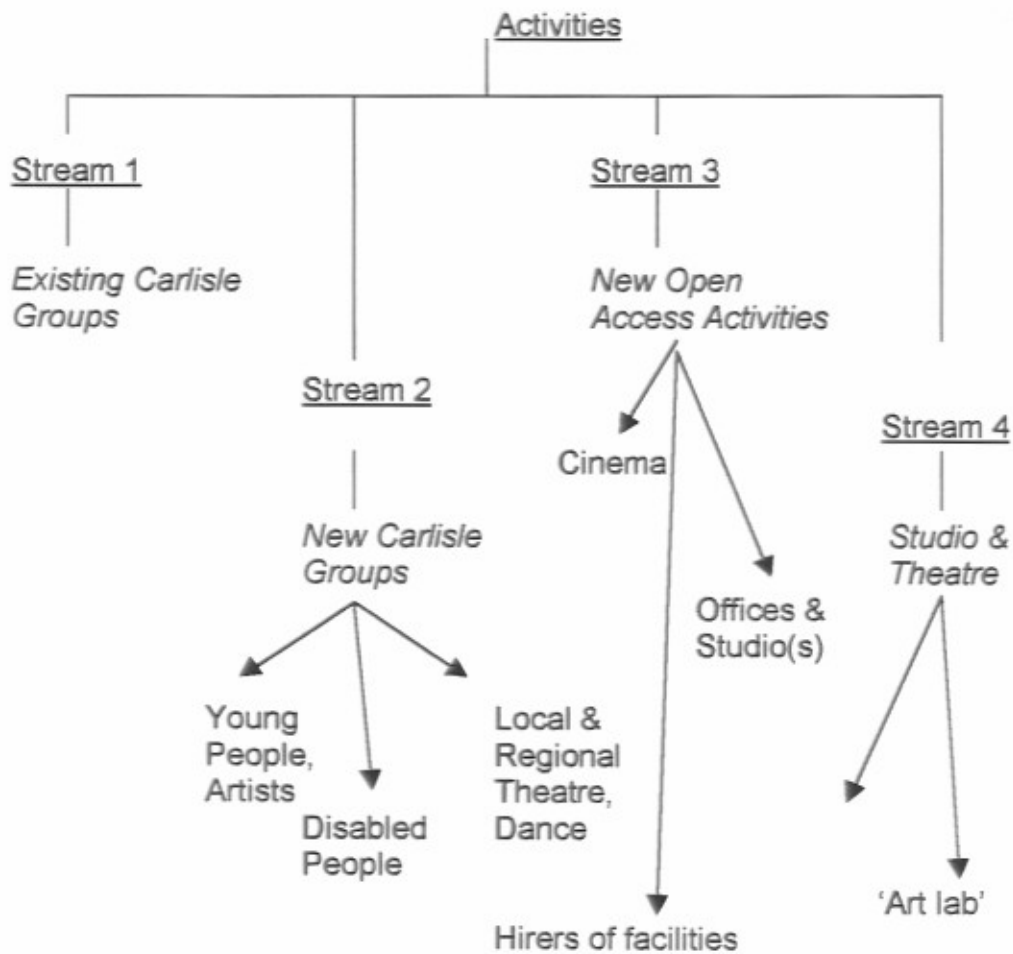 Activities
Stream 1
Existing Carlisle
Groups
Stream 2
New Carlisle
Groups
Young
People,
Artists
Disabled
People
Local &
Regional
Theatre,
Dance
Stream 3
New Open
Access Activities
Cinema
Hirers of facilities
Offices &
Studio(s)
Stream 4
Studio &
Theatre
‘Art lab’